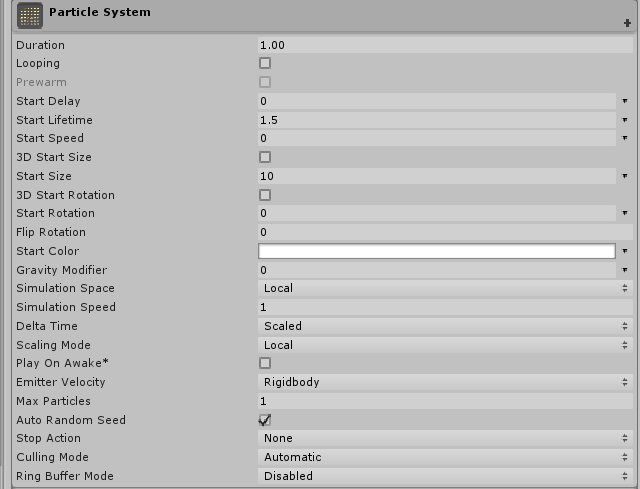 Particle System
Duration 1.00
Looping
Prewarm
Start Delay 0
Start Lifetime 1.5
Start Speed 0
3D Start Size
Start Size 10
3D Start Rotation
Start Rotation 0
Flip Rotation 0
Start Color
Gravity Modifier 0
Simulation Space Local
Simulation Speed 1
Delta Time Scaled
Scaling Mode Local
Play On Awake*
Emitter Velocity Rigidbody
Max Particles 1
Auto Random Seed
Stop Action None
Culling Mode Automatic
Ring Buffer Mode Disabled